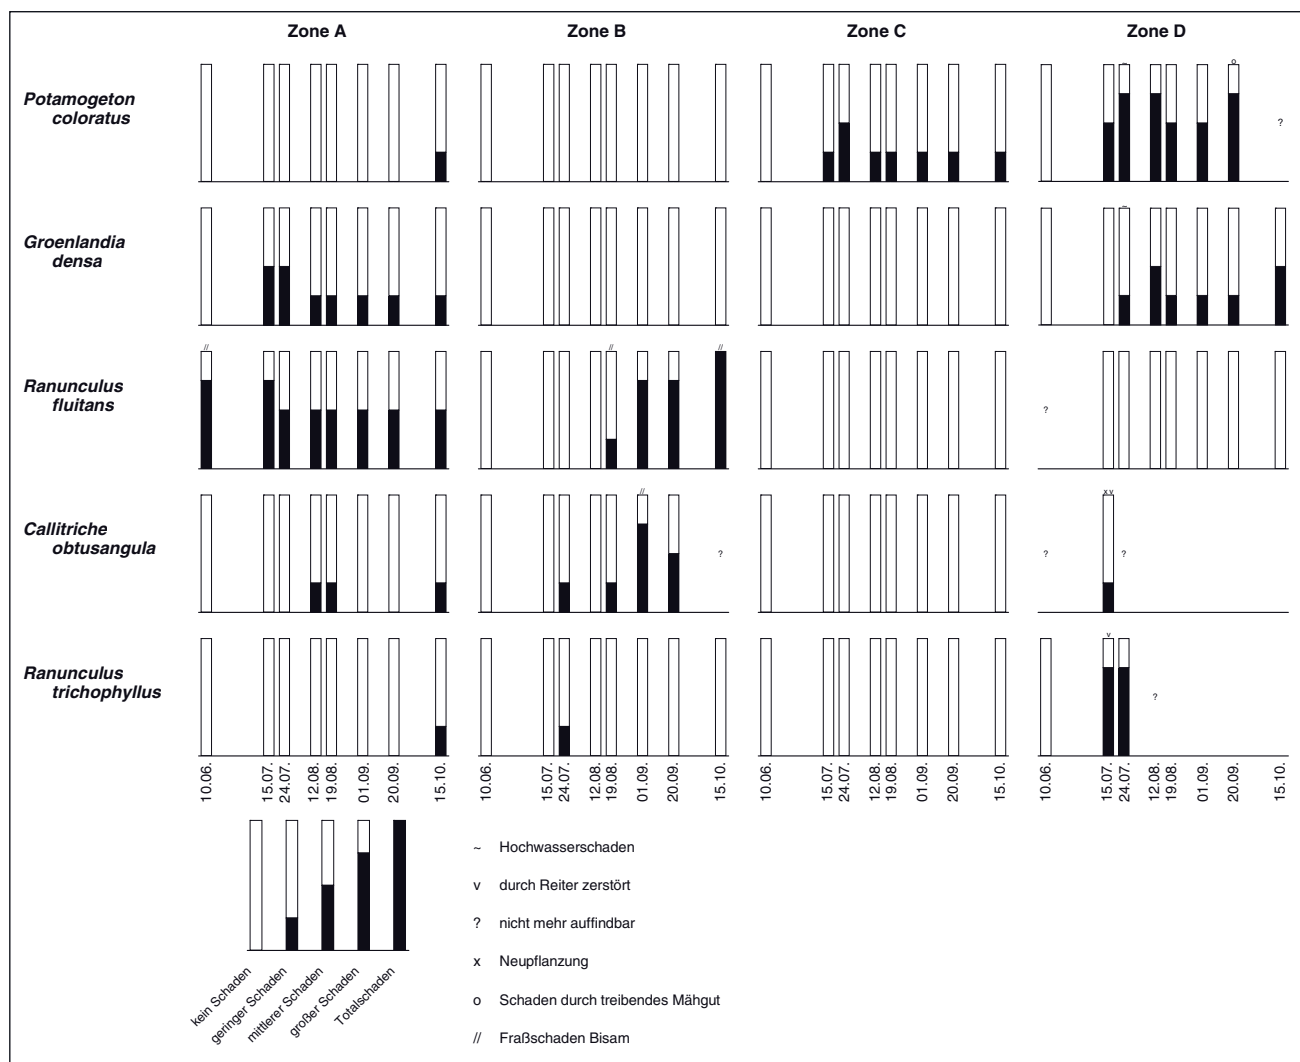 Zone A Zone B Zone C Zone D
~ o
Potamogeton
coloratus
?
~
Groenlandia
densa
// // //
Ranunculus
fluitans
?
// x v
Callitriche
obtusangula
? ? ?
v
Ranunculus
trichophyllus
?
10.06. 15.07. 24.07. 12.08. 19.08. 01.09. 20.09. 15.10. 10.06. 15.07. 24.07. 12.08. 19.08. 01.09. 20.09. 15.10. 10.06. 15.07. 24.07. 12.08. 19.08. 01.09. 20.09. 15.10. 10.06. 15.07. 24.07. 12.08. 19.08. 01.09. 20.09. 15.10.
kein Schaden
geringer Schaden
mittlerer Schaden
großer Schaden
Totalschaden
~ Hochwasserschaden
v durch Reiter zerstört
? nicht mehr auffindbar
x Neupflanzung
o Schaden durch treibendes Mähgut
// Fraßschaden Bisam